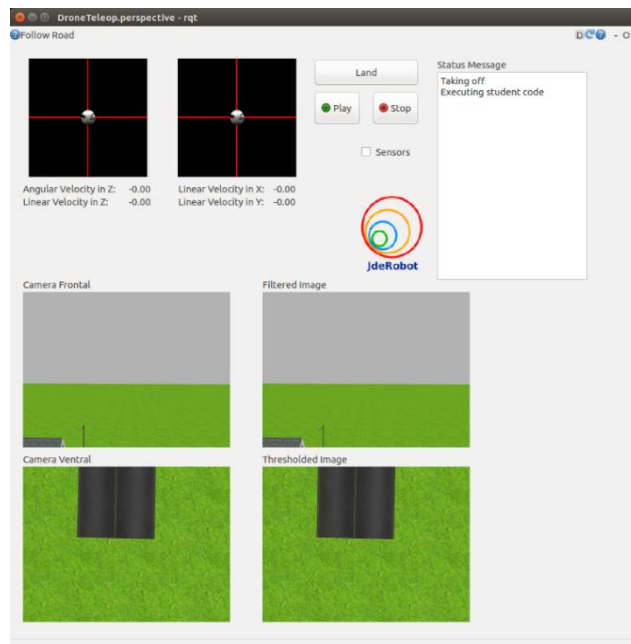 DroneTeleop.perspective - rqt
Follow Road
D - O
Land
Play Stop
Sensors
Status Message
Taking off
Executing student code
Angular Velocity in Z: -0.00
Linear Velocity in Z: -0.00
Linear Velocity in X: -0.00
Linear Velocity in Y: -0.00
JdeRobot
Camera Frontal
Filtered Image
Camera Ventral
Thresholded Image